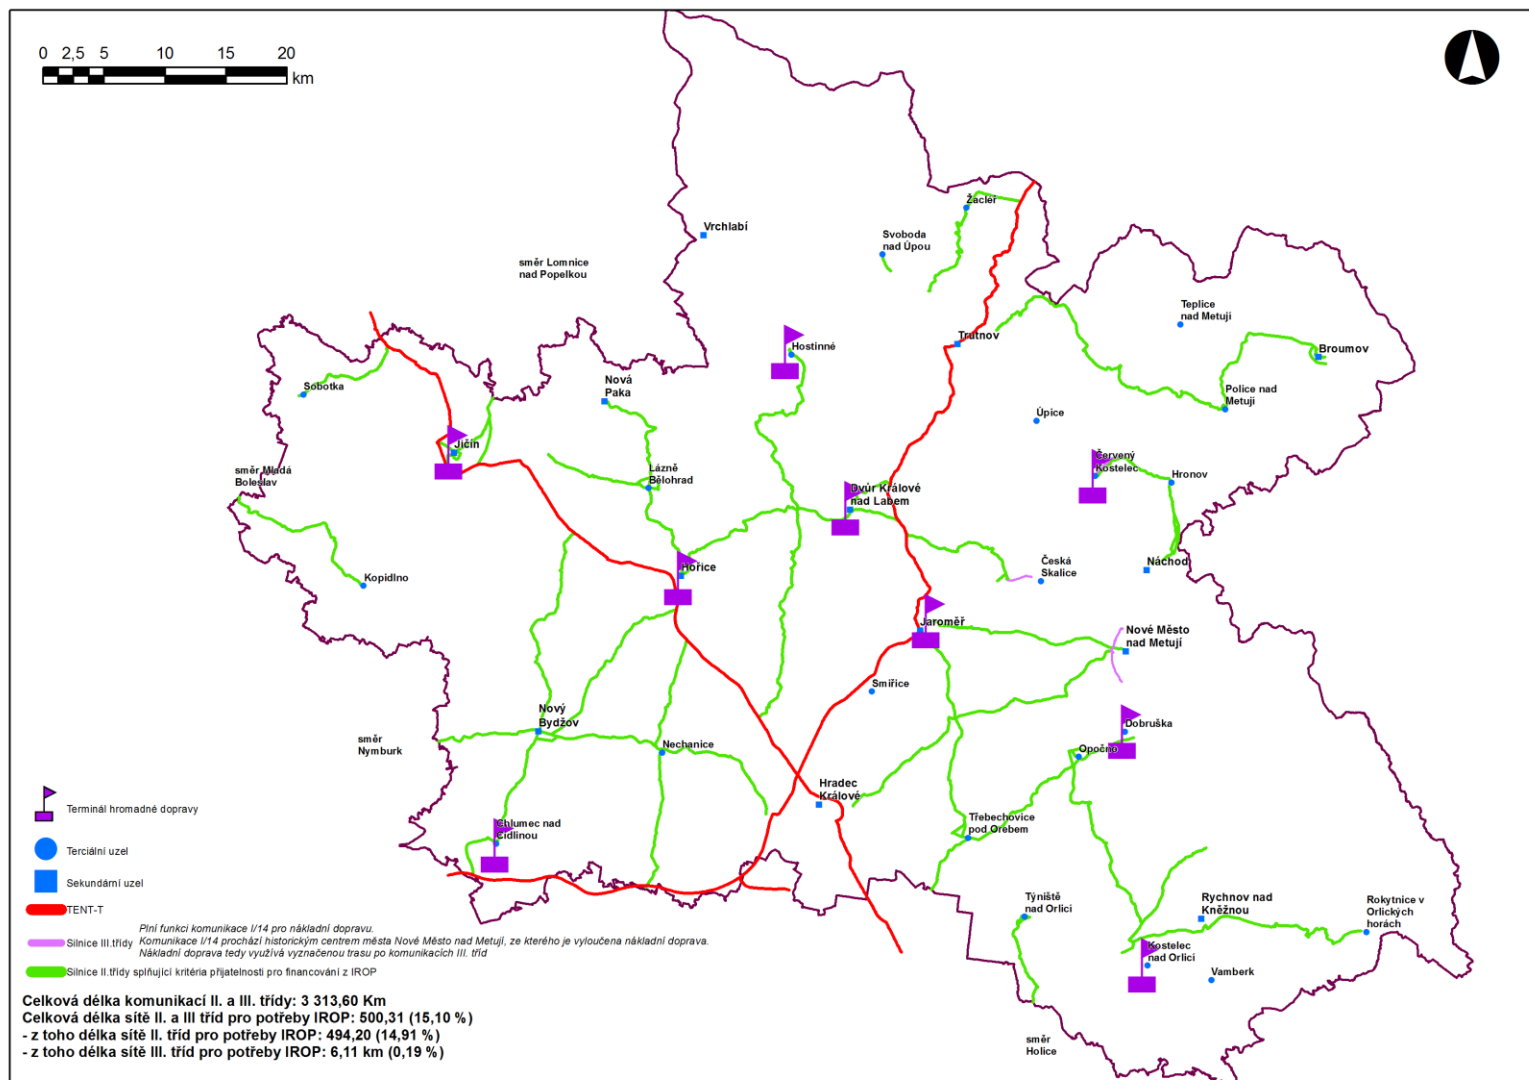 0 2,5 5 10 15 20
km
Žacléř
Vrchlabí
Svoboda
nad Úpou
směr Lomnice
nad Popelkou
Teplice
nad Metují
Trutnov
Hostinné
Broumov
Sobotka
Nová
Paka
Police nad
Metují
Úpice
Jičín
Červený
Kostelec
Lázně
Bělohrad
směr Mladá
Boleslav
Hronov
Dvůr Králové
nad Labem
Hořice
Česká
Skalice
Náchod
Kopidlno
Jaroměř
Nové Město
nad Metují
Smiřice
Nový
Bydžov
Dobruška
směr
Nymburk
Nechanice
Opočno
Hradec
Králové
Chlumec nad
Cidlinou
Třebechovice
pod Orebem
Týniště
nad Orlicí
Rychnov nad
Kněžnou
Rokytnice v
Orlických
horách
Kostelec
nad Orlicí
Vamberk
směr
Holice
Terminál hromadné dopravy
Terciální uzel
Sekundární uzel
TENT-T
Silnice III.třídy
Plní funkci komunikace I/14 pro nákladní dopravu.
Komunikace I/14 prochází historickým centrem města Nové Město nad Metují, ze kterého je vyloučena nákladní doprava.
Nákladní doprava tedy využívá vyznačenou trasu po komunikacích III. tříd
Silnice II.třídy splňující kritéria přijatelnosti pro financování z IROP
Celková délka komunikací II. a III. třídy: 3 313,60 Km
Celková délka sítě II. a III tříd pro potřeby IROP: 500,31 (15,10 %)
- z toho délka sítě II. tříd pro potřeby IROP: 494,20 (14,91 %)
- z toho délka sítě III. tříd pro potřeby IROP: 6,11 km (0,19 %)